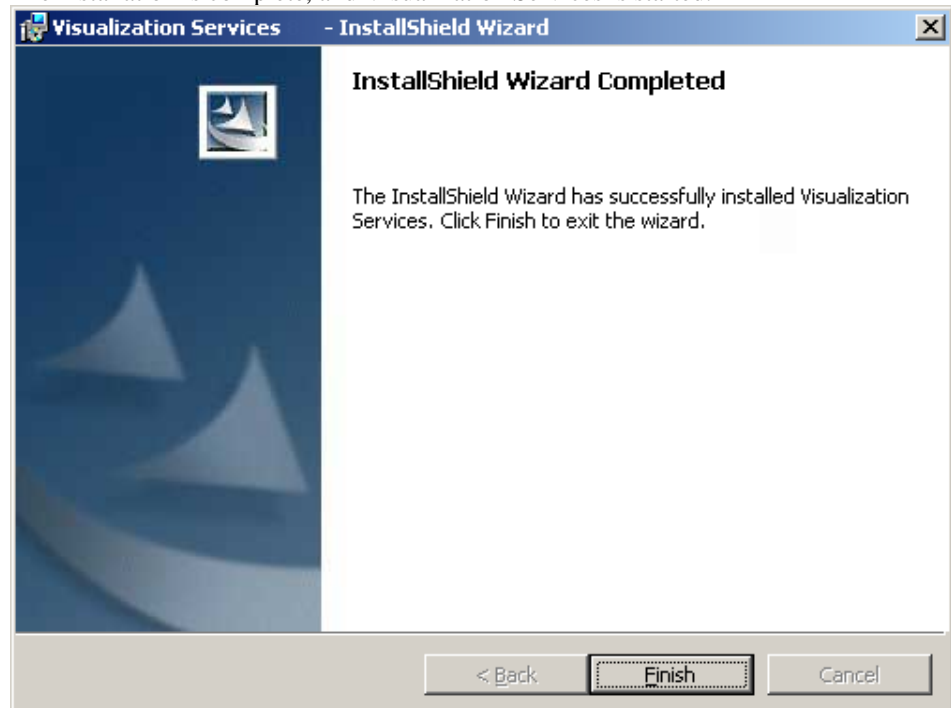 Visualization Services - InstallShield Wizard
InstallShield Wizard Completed
The InstallShield Wizard has successfully installed Visualization
Services. Click Finish to exit the wizard.
< Back
Finish
Cancel